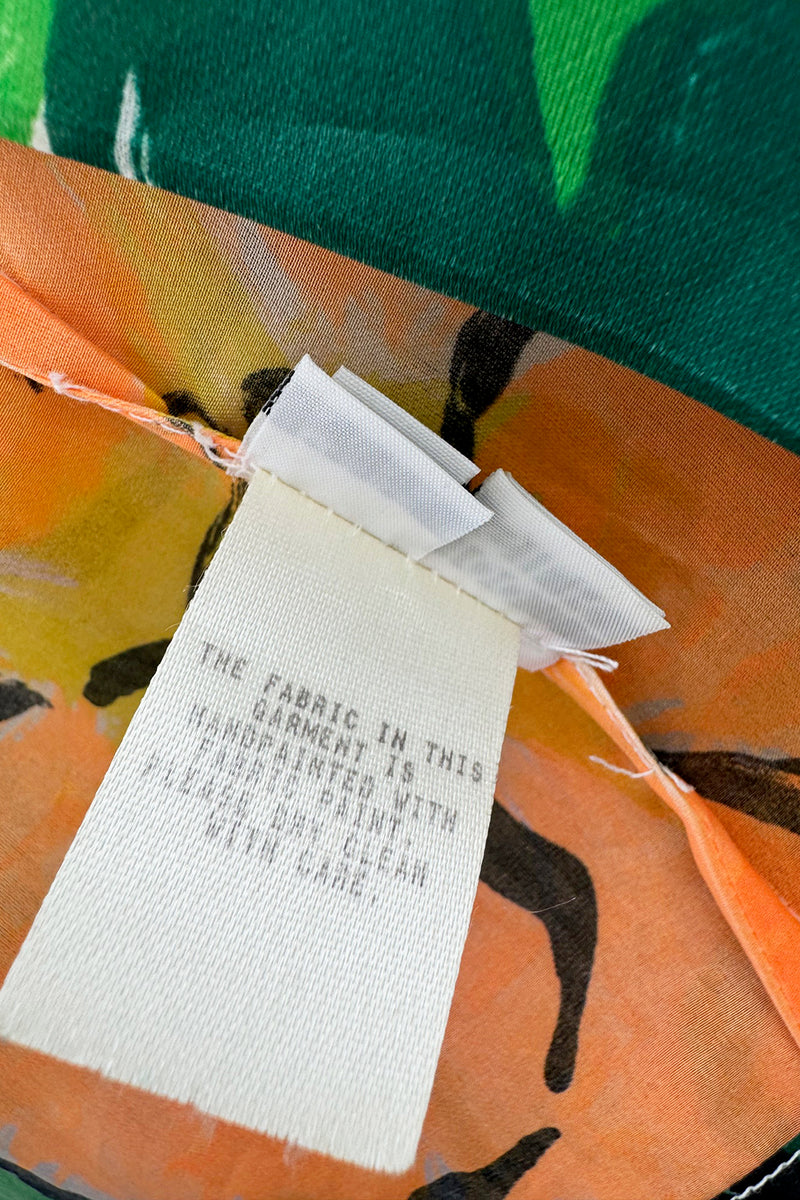 THE FABRIC IN THIS
GARMENT IS
HANDPAINTED WITH
FABRIC PAINT.
PLEASE DRY CLEAN
WITH CARE.